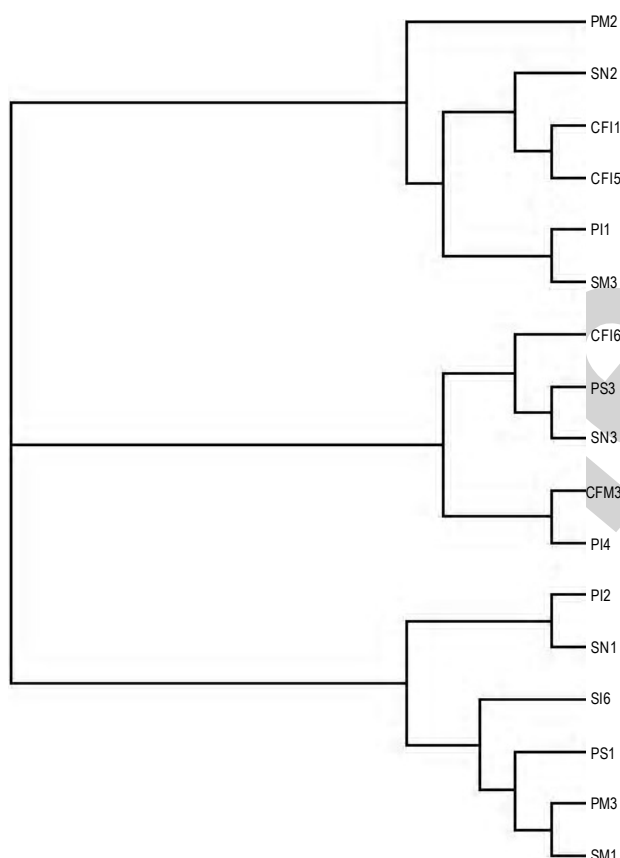 PM2
SN2
CFI1
CFI5
PI1
SM3
CFI6
PS3
SN3
CFM3
PI4
PI2
SN1
SI6
PS1
PM3
SM1